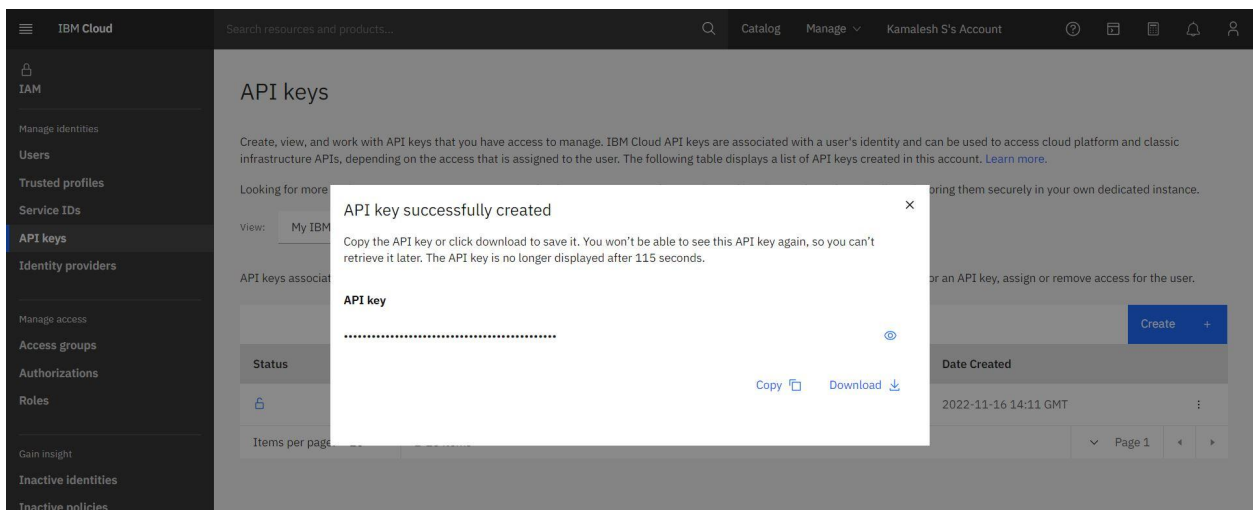 IBM Cloud
Search resources and products...
Catalog
Manage
Kamalesh S's Account
IAM
Manage identities
Users
Trusted profiles
Service IDs
API keys
Identity providers
Manage access
Access groups
Authorizations
Roles
Gain insight
Inactive identities
Inactive policies
API keys
Create, view, and work with API keys that you have access to manage. IBM Cloud API keys are associated with a user's identity and can be used to access cloud platform and classic
infrastructure APIs, depending on the access that is assigned to the user. The following table displays a list of API keys created in this account. Learn more.
Looking for more
them securely in your own dedicated instance.
View: My IBM
API keys
an API key, assign or remove access for the user.
Create +
Status
Date Created
2022-11-16 14:11 GMT
Items per page
Page 1
API key successfully created
Copy the API key or click download to save it. You won't be able to see this API key again, so you can't
retrieve it later. The API key is no longer displayed after 115 seconds.
API key
••••••••••••••••••••••••••••••••••••••••••••
Copy
Download